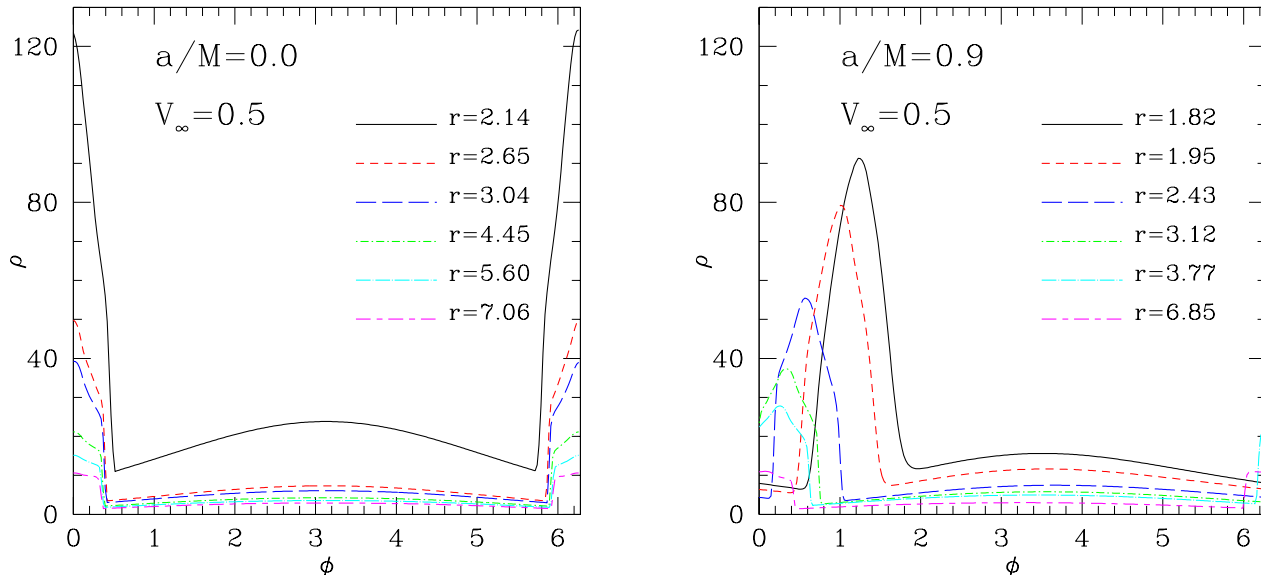 a/M=0.0
V∞=0.5
r=2.14
r=2.65
r=3.04
r=4.45
r=5.60
r=7.06
120
80
40
0
ρ
0 1 2 3 4 5 6
ϕ
a/M=0.9
V∞=0.5
r=1.82
r=1.95
r=2.43
r=3.12
r=3.77
r=6.85
120
80
40
0
ρ
0 1 2 3 4 5 6
ϕ